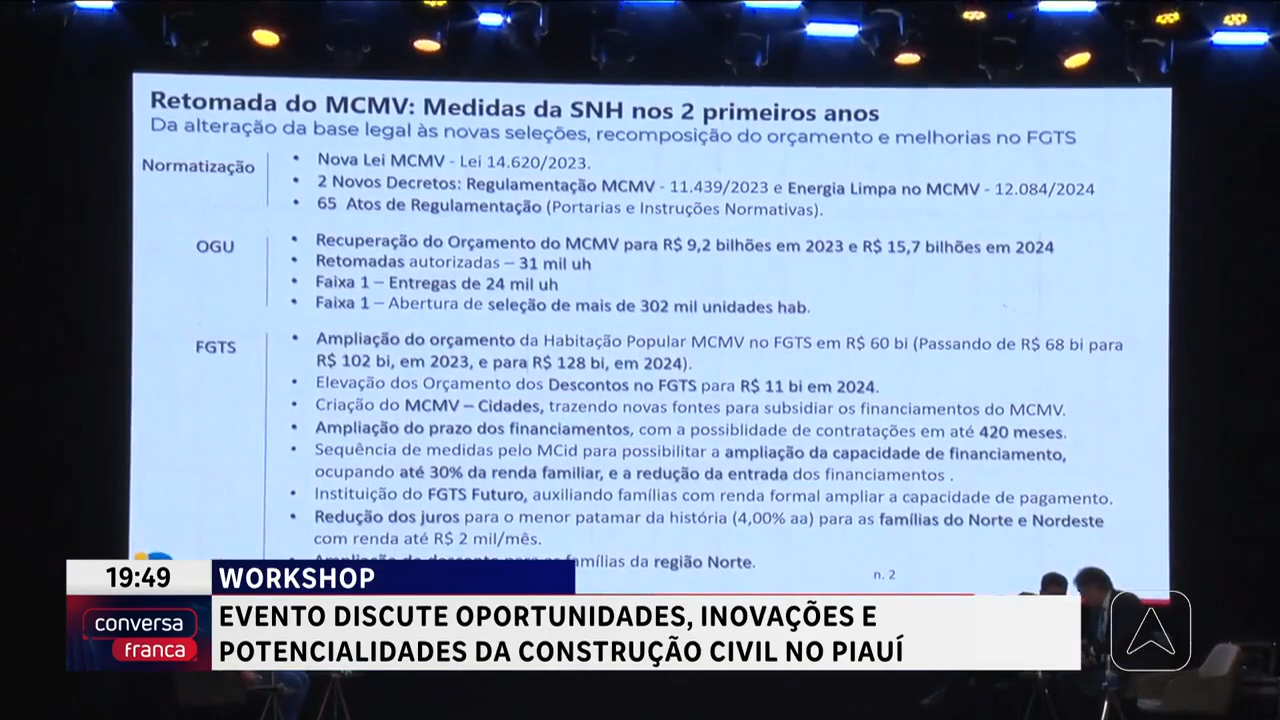 Retomada do MCMV: Medidas da SNH nos 2 primeiros anos
Da alteração da base legal às novas seleções, recomposição do orçamento e melhorias no FGTS
Normatização
• Nova Lei MCMV - Lei 14.620/2023.
• 2 Novos Decretos: Regulamentação MCMV - 11.439/2023 e Energia Limpa no MCMV - 12.084/2024
• 65 Atos de Regulamentação (Portarias e Instruções Normativas).
OGU
• Recuperação do Orçamento do MCMV para R$ 9,2 bilhões em 2023 e R$ 15,7 bilhões em 2024
• Retomadas autorizadas – 31 mil uh
• Faixa 1 – Entregas de 24 mil uh
• Faixa 1 – Abertura de seleção de mais de 302 mil unidades hab.
FGTS
• Ampliação do orçamento da Habitação Popular MCMV no FGTS em R$ 60 bi (Passando de R$ 68 bi para
R$ 102 bi, em 2023, e para R$ 128 bi, em 2024).
• Elevação dos Orçamento dos Descontos no FGTS para R$ 11 bi em 2024.
• Criação do MCMV – Cidades, trazendo novas fontes para subsidiar os financiamentos do MCMV.
• Ampliação do prazo dos financiamentos, com a possiblidade de contratações em até 420 meses.
• Sequência de medidas pelo MCid para possibilitar a ampliação da capacidade de financiamento,
ocupando até 30% da renda familiar, e a redução da entrada dos financiamentos .
• Instituição do FGTS Futuro, auxiliando famílias com renda formal ampliar a capacidade de pagamento.
• Redução dos juros para o menor patamar da história (4,00% aa) para as famílias do Norte e Nordeste
com renda até R$ 2 mil/mês.
famílias da região Norte.
n. 2
19:49
WORKSHOP
conversa
franca
EVENTO DISCUTE OPORTUNIDADES, INOVAÇÕES E
POTENCIALIDADES DA CONSTRUÇÃO CIVIL NO PIAUÍ